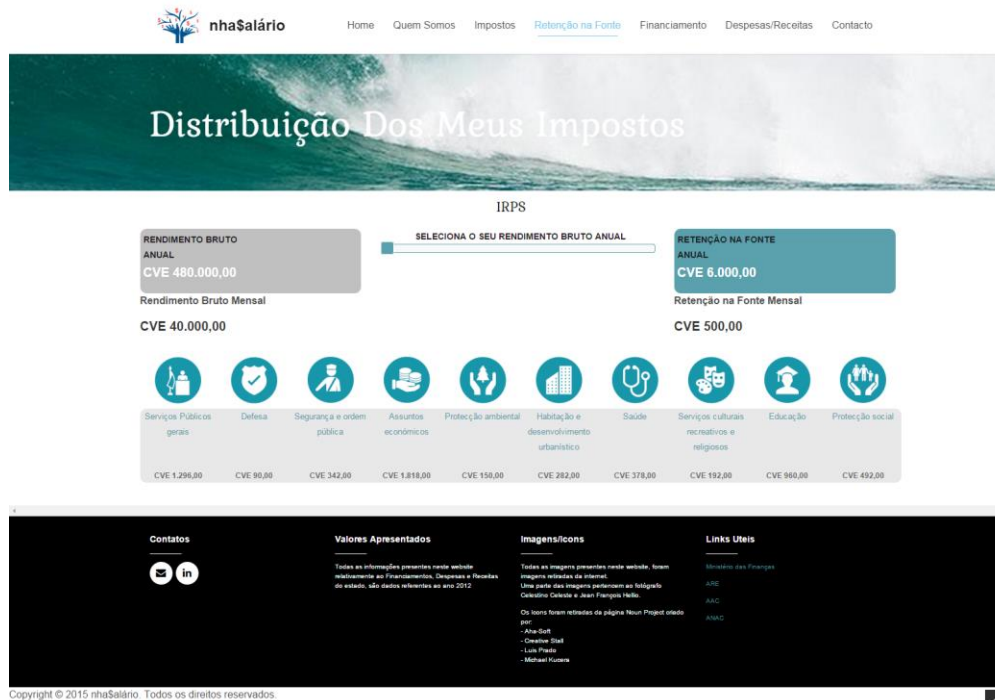 nha$alário
Home Quem Somos Impostos Retenção na Fonte Financiamento Despesas/Receitas Contacto
Distribuição Dos Meus Impostos
IRPS
RENDIMENTO BRUTO
ANUAL
CVE 480.000,00
Rendimento Bruto Mensal
CVE 40.000,00
SELECIONA O SEU RENDIMENTO BRUTO ANUAL
RETENÇÃO NA FONTE
ANUAL
CVE 6.000,00
Retenção na Fonte Mensal
CVE 500,00
Serviços Públicos
gerais
CVE 1.296,00
Defesa
CVE 90,00
Segurança e ordem
pública
CVE 342,00
Assuntos
económicos
CVE 1.818,00
Protecção ambiental
CVE 150,00
Habitação e
desenvolvimento
urbanístico
CVE 282,00
Saúde
CVE 378,00
Serviços culturais
recreativos e
religiosos
CVE 192,00
Educação
CVE 960,00
Protecção social
CVE 492,00
Contatos
in
Valores Apresentados
Todas as informações presentes neste website
relativamente ao Financiamentos, Despesas e Receitas
do estado, são dados referentes ao ano 2012
Imagens/Icons
Todas as imagens presentes neste website, foram
imagens retiradas da internet.
Uma parte das imagens pertencem ao fotógrafo
Celestino Celeste e Jean François Hellio.
Os Icons foram retiradas da página Noun Project criado
por:
- Aha-Soft
- Creative Stall
- Luis Prado
- Michael Kucera
Links Uteis
Ministério das Finanças
ARE
AAC
ANAC
Copyright © 2015 nha$alário. Todos os direitos reservados.